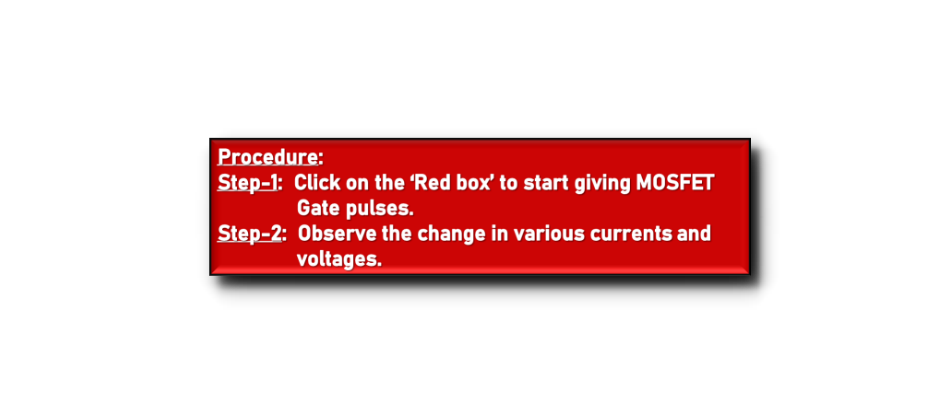 Procedure:
Step-1: Click on the ‘Red box’ to start giving MOSFET
Gate pulses.
Step-2: Observe the change in various currents and
voltages.